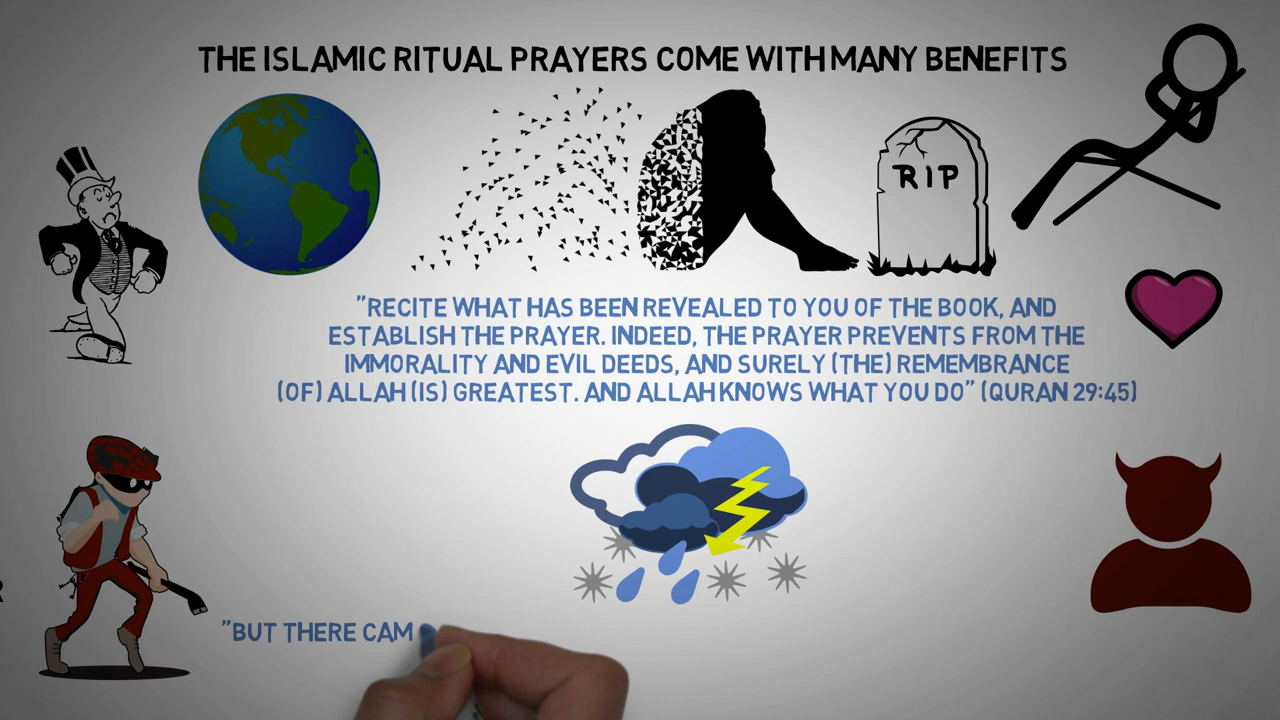 THE ISLAMIC RITUAL PRAYERS COME WITH MANY BENEFITS
RIP
"RECITE WHAT HAS BEEN REVEALED TO YOU OF THE BOOK, AND
ESTABLISH THE PRAYER. INDEED, THE PRAYER PREVENTS FROM THE
IMMORALITY AND EVIL DEEDS, AND SURELY (THE) REMEMBRANCE
(OF) ALLAH (IS) GREATEST. AND ALLAH KNOWS WHAT YOU DO" (QURAN 29:45)
"BUT THERE CAM